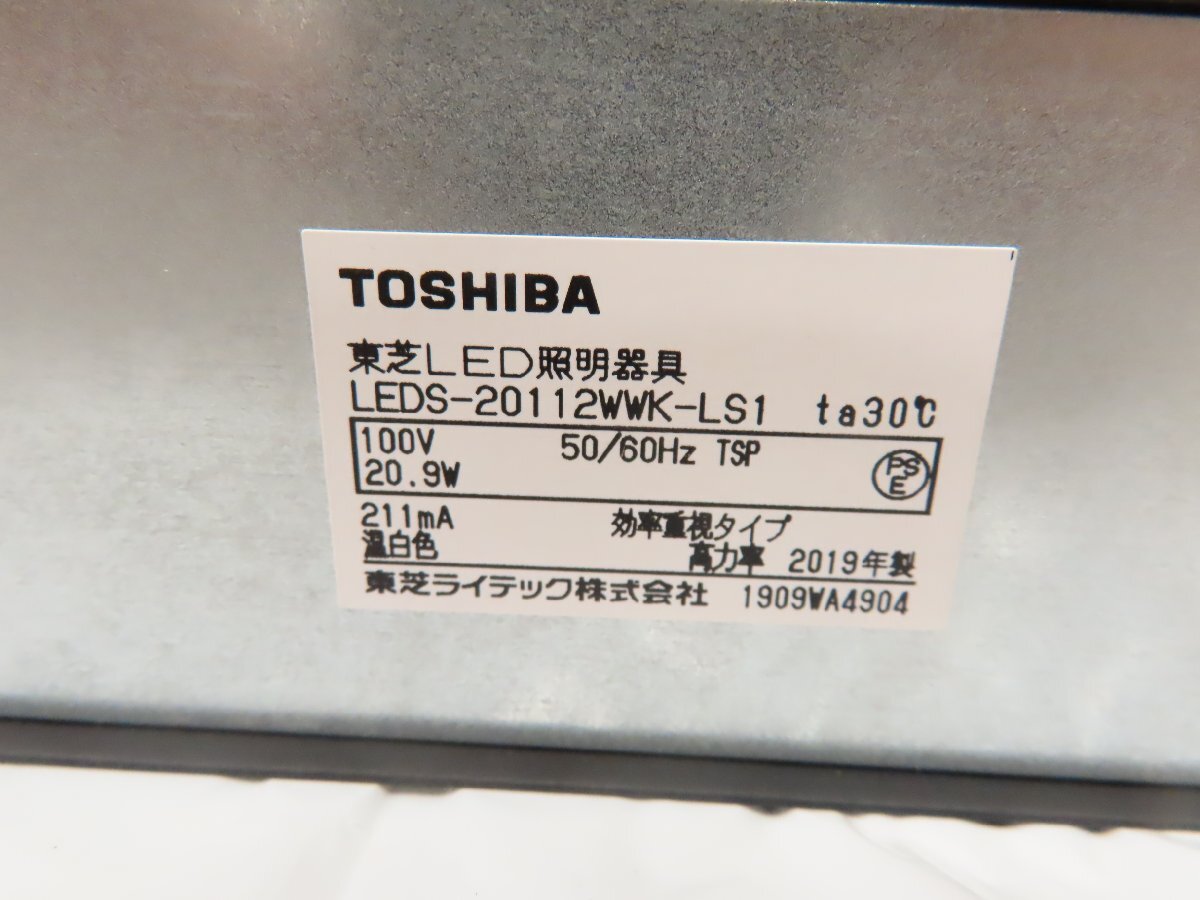 TOSHIBA
東芝LED照明器具
LEDS-20112WWK-LS1 ta30℃
100V 50/60Hz TSP
20.9W
PSE
211mA 効率重視タイプ
温白色 高力率 2019年製
東芝ライテック株式会社 1909WA4904